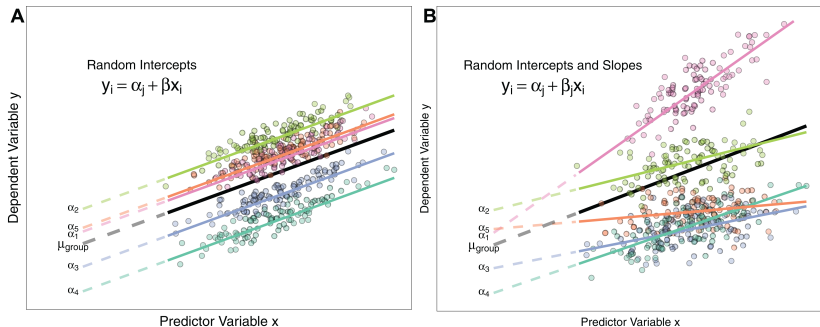 A
Random Intercepts
yᵢ = αⱼ + βxᵢ
Dependent Variable y
α₂
α₅
α₁
μgroup
α₃
α₄
Predictor Variable x
B
Random Intercepts and Slopes
yᵢ = αⱼ + βⱼxᵢ
Dependent Variable y
α₂
α₅
α₁
μgroup
α₃
α₄
Predictor Variable x